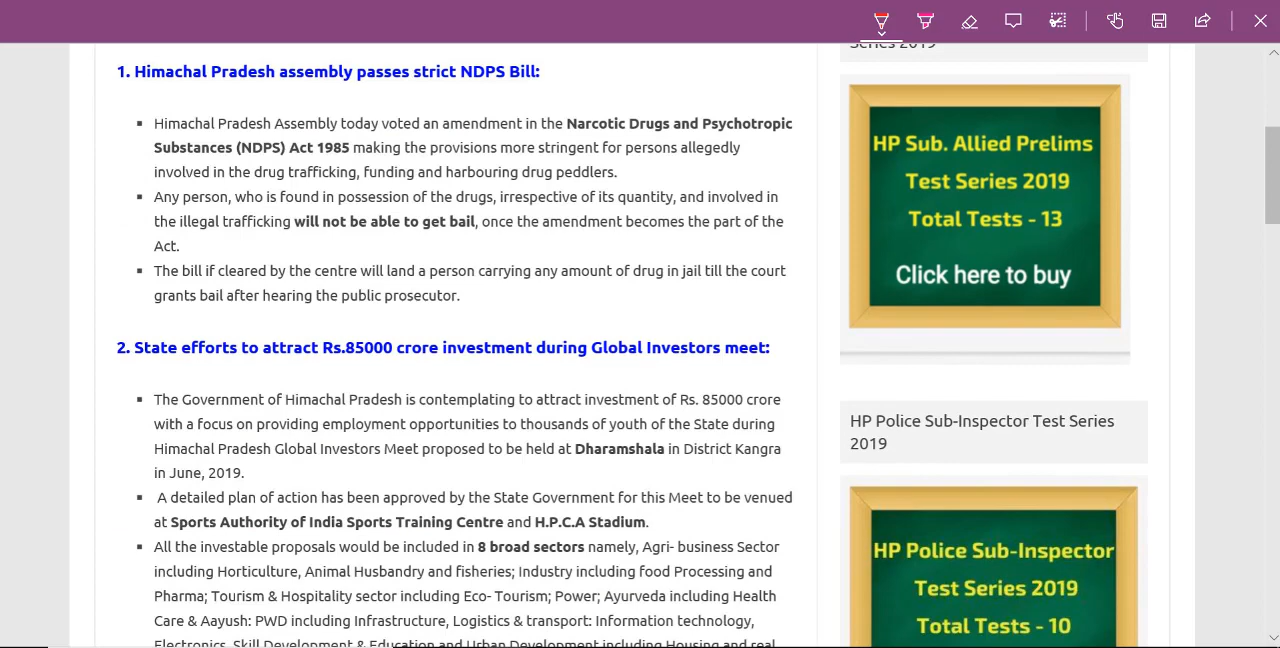 1. Himachal Pradesh assembly passes strict NDPS Bill:
▪ Himachal Pradesh Assembly today voted an amendment in the Narcotic Drugs and Psychotropic
Substances (NDPS) Act 1985 making the provisions more stringent for persons allegedly
involved in the drug trafficking, funding and harbouring drug peddlers.
▪ Any person, who is found in possession of the drugs, irrespective of its quantity, and involved in
the illegal trafficking will not be able to get bail, once the amendment becomes the part of the
Act.
▪ The bill if cleared by the centre will land a person carrying any amount of drug in jail till the court
grants bail after hearing the public prosecutor.
2. State efforts to attract Rs.85000 crore investment during Global Investors meet:
▪ The Government of Himachal Pradesh is contemplating to attract investment of Rs. 85000 crore
with a focus on providing employment opportunities to thousands of youth of the State during
Himachal Pradesh Global Investors Meet proposed to be held at Dharamshala in District Kangra
in June, 2019.
▪ A detailed plan of action has been approved by the State Government for this Meet to be venued
at Sports Authority of India Sports Training Centre and H.P.C.A Stadium.
▪ All the investable proposals would be included in 8 broad sectors namely, Agri- business Sector
including Horticulture, Animal Husbandry and fisheries; Industry including food Processing and
Pharma; Tourism & Hospitality sector including Eco- Tourism; Power; Ayurveda including Health
Care & Aayush: PWD including Infrastructure, Logistics & transport: Information technology,
Electronics, Skill Development & Education and Urban Development including Housing and real
Series 2019
HP Sub. Allied Prelims
Test Series 2019
Total Tests - 13
Click here to buy
HP Police Sub-Inspector Test Series
2019
HP Police Sub-Inspector
Test Series 2019
Total Tests - 10